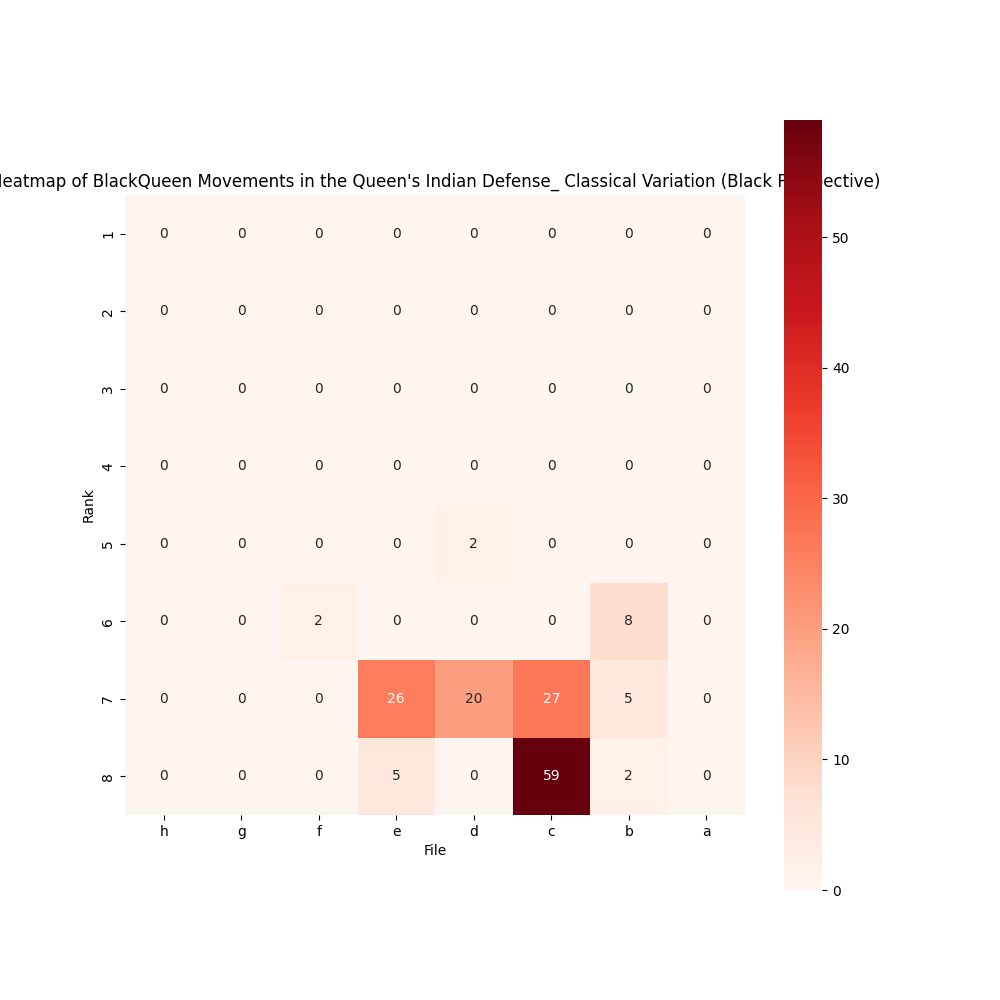 of BlackQueen Movements in the Queen's Indian Defense_ Classical Variation (Black
1 0 0 0 0 0 0 0 0
2 0 0 0 0 0 0 0 0
3 0 0 0 0 0 0 0 0
4 0 0 0 0 0 0 0 0
5 0 0 0 0 2 0 0 0
6 0 0 2 0 0 0 8 0
7 0 0 0 26 20 27 5 0
8 0 0 0 5 0 59 2 0
h g f e d c b a
File
Rank
50
40
30
20
10
0